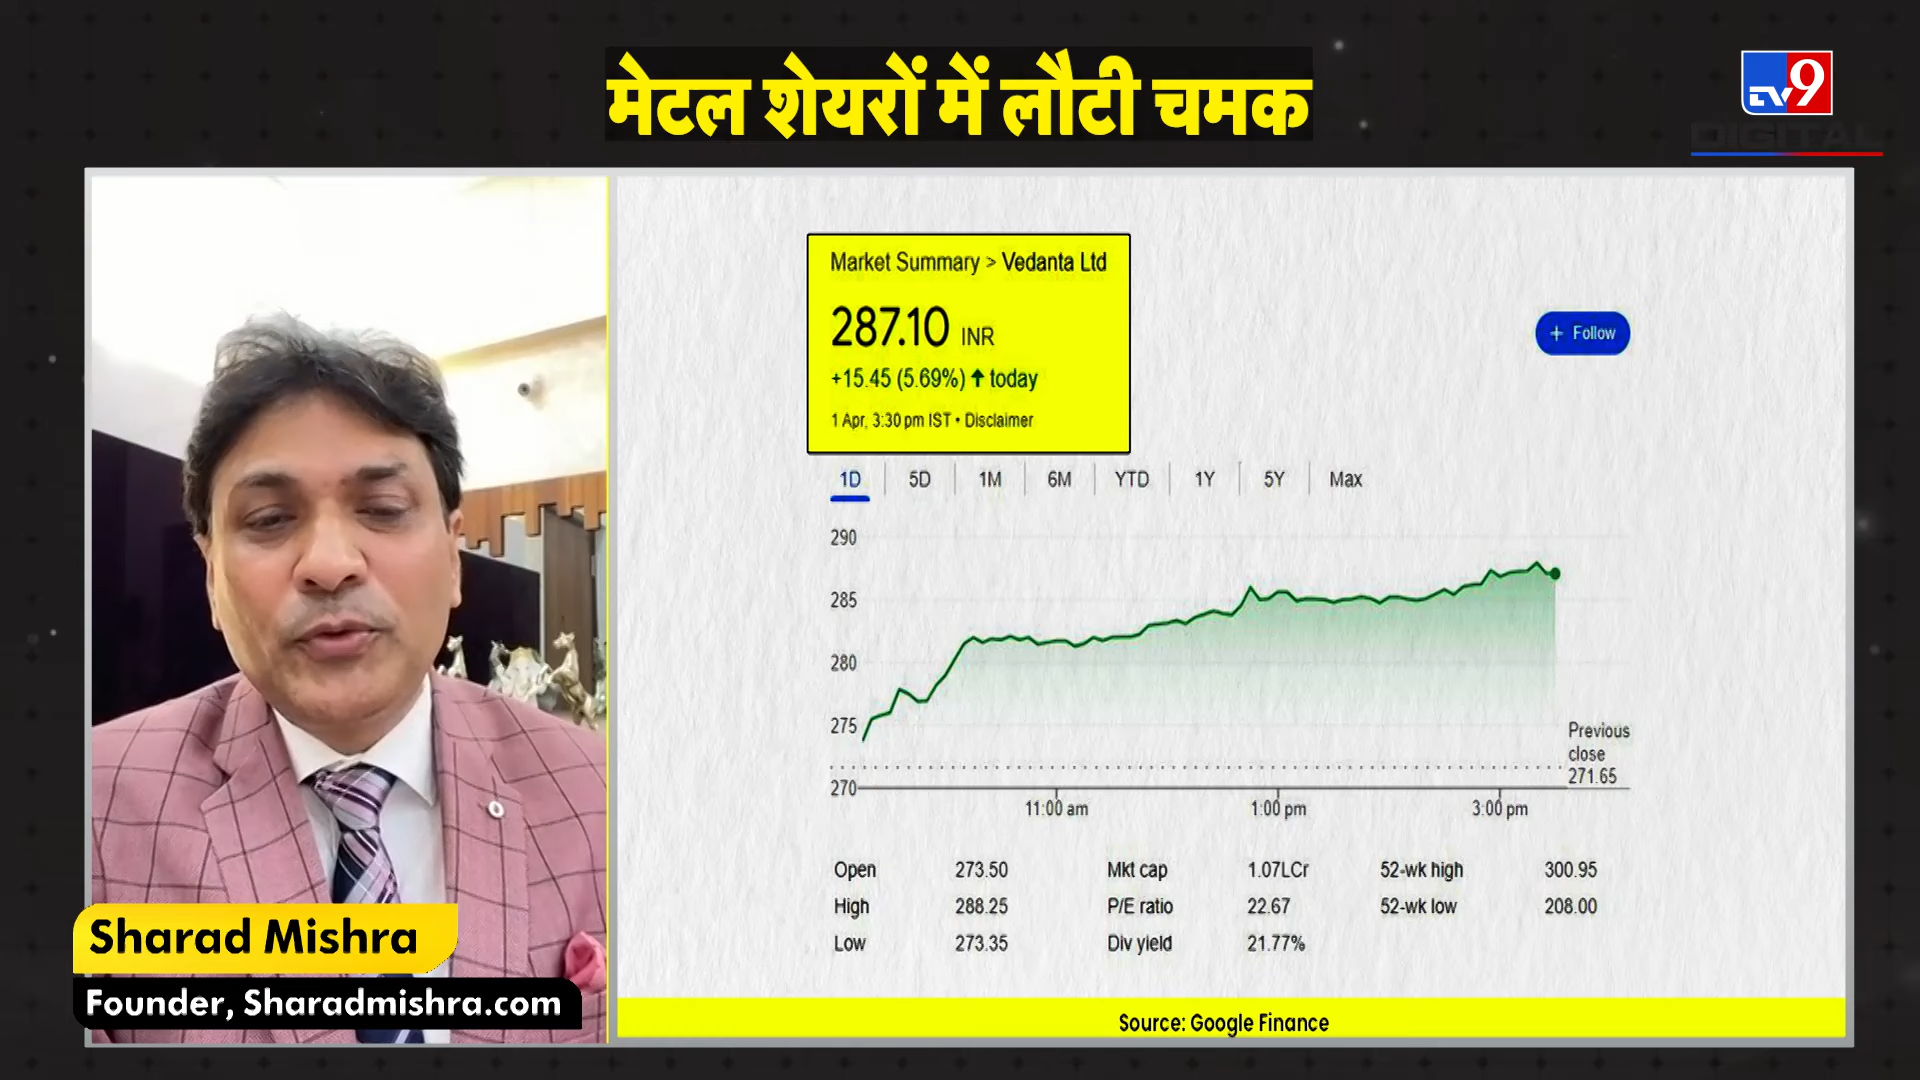 मेटल शेयरों में लौटी चमक
TV9
DIGITAL
Market Summary > Vedanta Ltd
287.10 INR
+15.45 (5.69%) ↑ today
1 Apr, 3:30 pm IST • Disclaimer
+ Follow
1D 5D 1M 6M YTD 1Y 5Y Max
290
285
280
275
270
Previous
close
271.65
11:00 am 1:00 pm 3:00 pm
Open 273.50 Mkt cap 1.07LCr 52-wk high 300.95
High 288.25 P/E ratio 22.67 52-wk low 208.00
Low 273.35 Div yield 21.77%
Sharad Mishra
Founder, Sharadmishra.com
Source: Google Finance